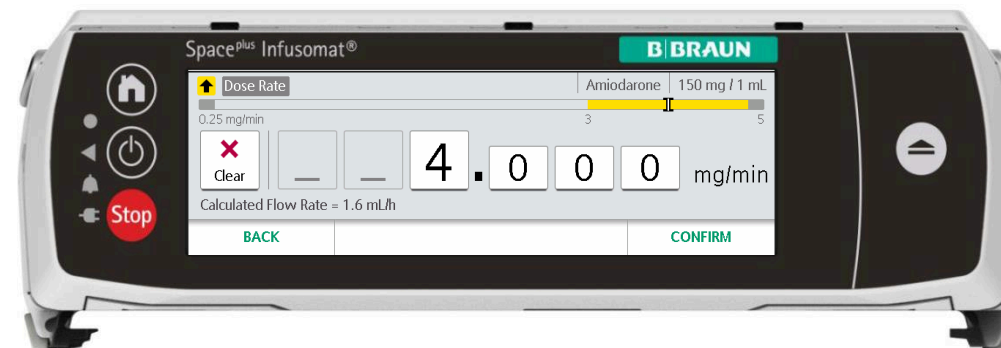 Space plus Infusomat®
B|BRAUN
Dose Rate
Amiodarone
150 mg / 1 mL
0.25 mg/min
3
5
Clear
_ _ 4.000 mg/min
Calculated Flow Rate = 1.6 mL/h
Stop
BACK
CONFIRM